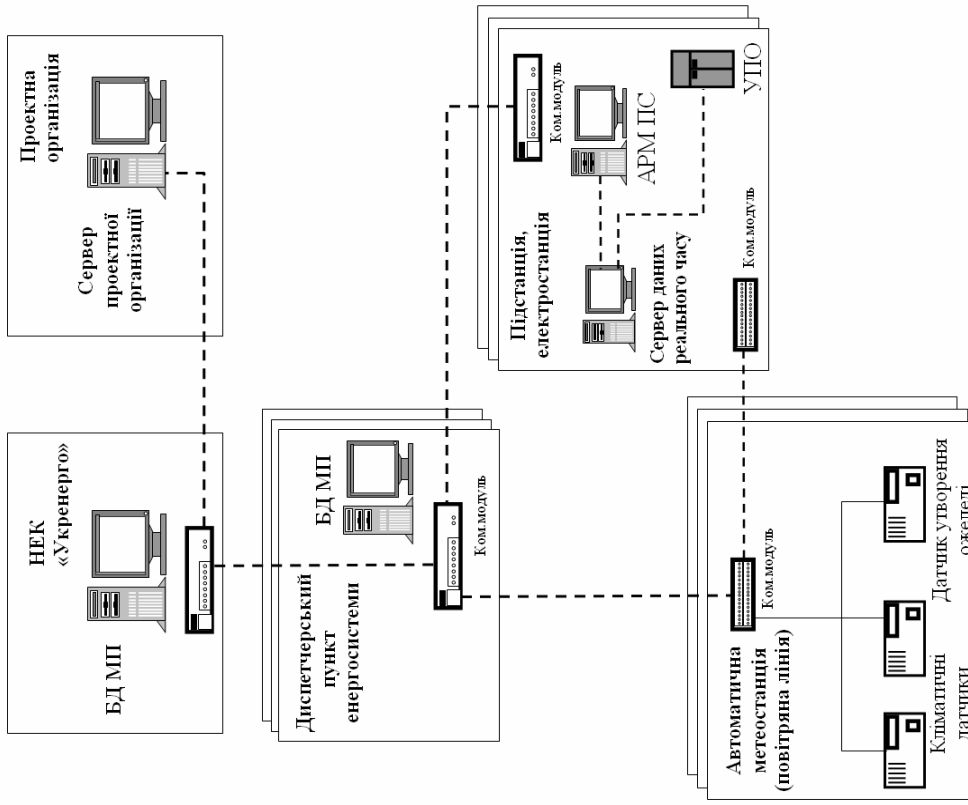 НЕК
«Укренерго»
БД МП
Проектна
організація
Сервер
проектної
організації
Диспетчерський
пункт
енергосистеми
БД МП
Ком.модуль
Підстанція,
електростанція
Ком.модуль
АРМ ПС
УПО
Сервер даних
реального часу
Ком.модуль
Автоматична
метеостанція
(повітряна лінія)
Ком.модуль
Кліматичні
датчики
Датчик утворення
ожеледі